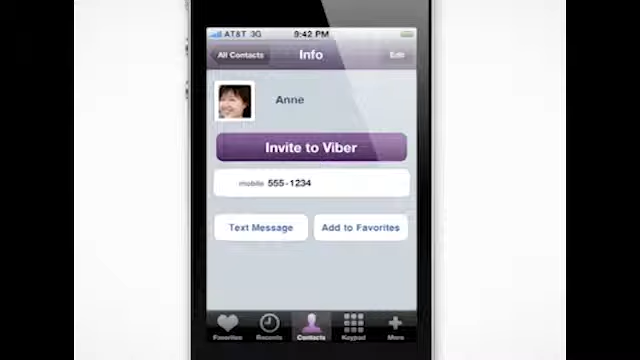 AT&T 3G 9:42 PM
All Contacts Info Edit
Anne
Invite to Viber
mobile 555-1234
Text Message Add to Favorites
Favorites Recents Contacts Keypad More